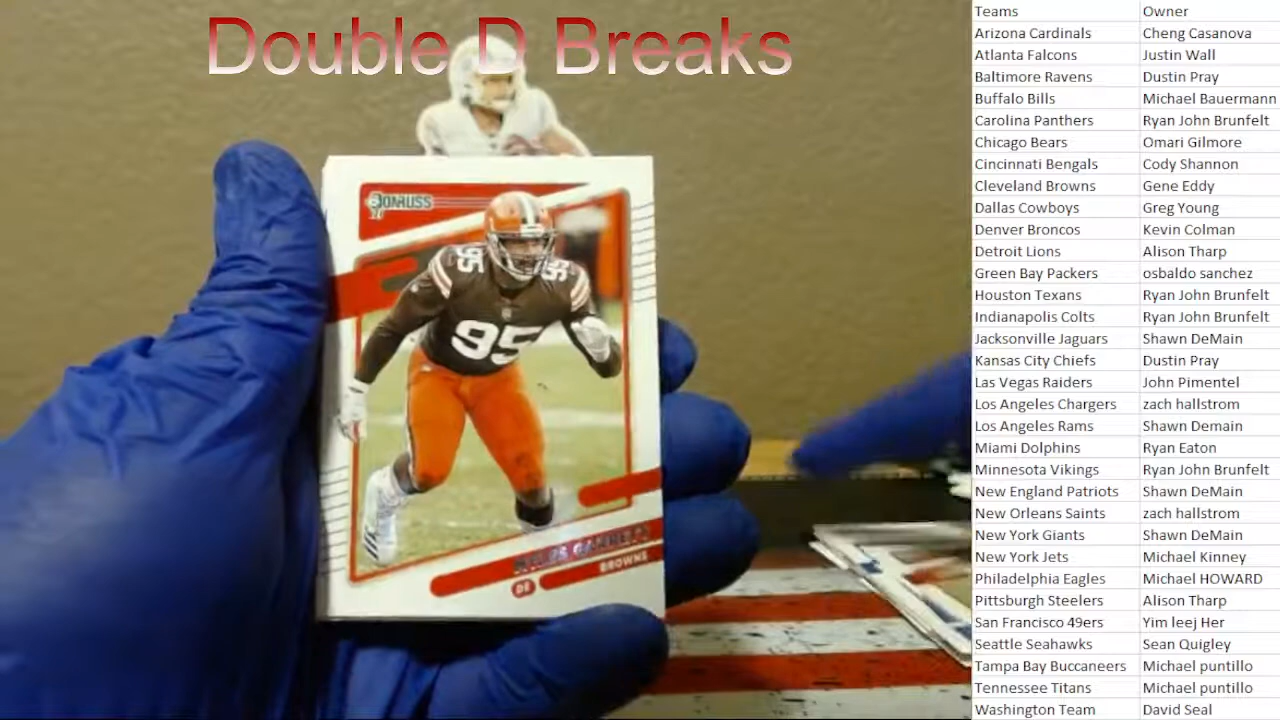 Double D Breaks
DONRUSS
95
95
95
MYLES GARRETT
BROWNS
DE
Teams Owner
Arizona Cardinals Cheng Casanova
Atlanta Falcons Justin Wall
Baltimore Ravens Dustin Pray
Buffalo Bills Michael Bauermann
Carolina Panthers Ryan John Brunfelt
Chicago Bears Omari Gilmore
Cincinnati Bengals Cody Shannon
Cleveland Browns Gene Eddy
Dallas Cowboys Greg Young
Denver Broncos Kevin Colman
Detroit Lions Alison Tharp
Green Bay Packers osbaldo sanchez
Houston Texans Ryan John Brunfelt
Indianapolis Colts Ryan John Brunfelt
Jacksonville Jaguars Shawn DeMain
Kansas City Chiefs Dustin Pray
Las Vegas Raiders John Pimentel
Los Angeles Chargers zach hallstrom
Los Angeles Rams Shawn Demain
Miami Dolphins Ryan Eaton
Minnesota Vikings Ryan John Brunfelt
New England Patriots Shawn DeMain
New Orleans Saints zach hallstrom
New York Giants Shawn DeMain
New York Jets Michael Kinney
Philadelphia Eagles Michael HOWARD
Pittsburgh Steelers Alison Tharp
San Francisco 49ers Yim leej Her
Seattle Seahawks Sean Quigley
Tampa Bay Buccaneers Michael puntillo
Tennessee Titans Michael puntillo
Washington Team David Seal